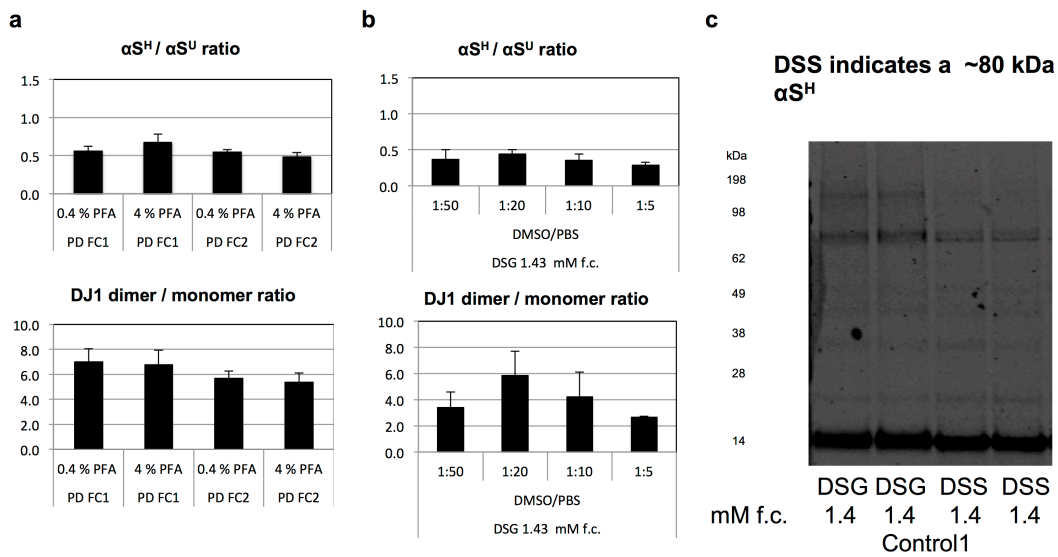 a
αSᴴ / αSᵁ ratio
1.5
1.0
0.5
0.0
0.4 % PFA 4 % PFA 0.4 % PFA 4 % PFA
PD FC1 PD FC1 PD FC2 PD FC2
DJ1 dimer / monomer ratio
10.0
8.0
6.0
4.0
2.0
0.0
0.4 % PFA 4 % PFA 0.4 % PFA 4 % PFA
PD FC1 PD FC1 PD FC2 PD FC2
b
αSᴴ / αSᵁ ratio
1.5
1.0
0.5
0.0
1:50 1:20 1:10 1:5
DMSO/PBS
DSG 1.43 mM f.c.
DJ1 dimer / monomer ratio
10.0
8.0
6.0
4.0
2.0
0.0
1:50 1:20 1:10 1:5
DMSO/PBS
DSG 1.43 mM f.c.
c
DSS indicates a ~80 kDa
αSᴴ
kDa
198
98
62
49
38
28
14
DSG DSG DSS DSS
mM f.c. 1.4 1.4 1.4 1.4
Control1